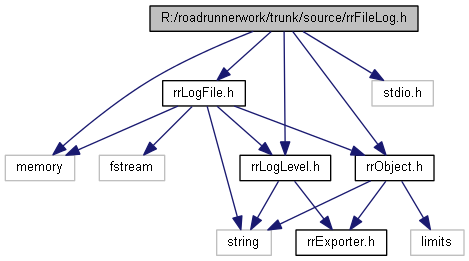 R:/roadrunnerwork/trunk/source/rrFileLog.h
rrLogFile.h
stdio.h
memory
fstream
rrLogLevel.h
rrObject.h
string
rrExporter.h
limits